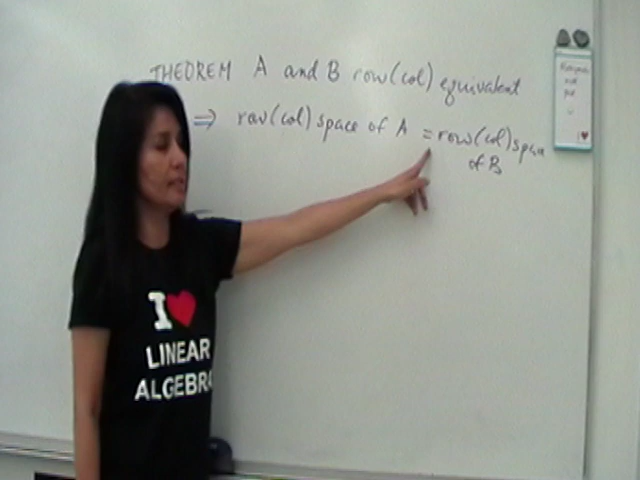 THEOREM A and B row(col) equivalent
⇒ row(col) space of A = row(col) space
of B
I ❤
LINEAR
ALGEBRA